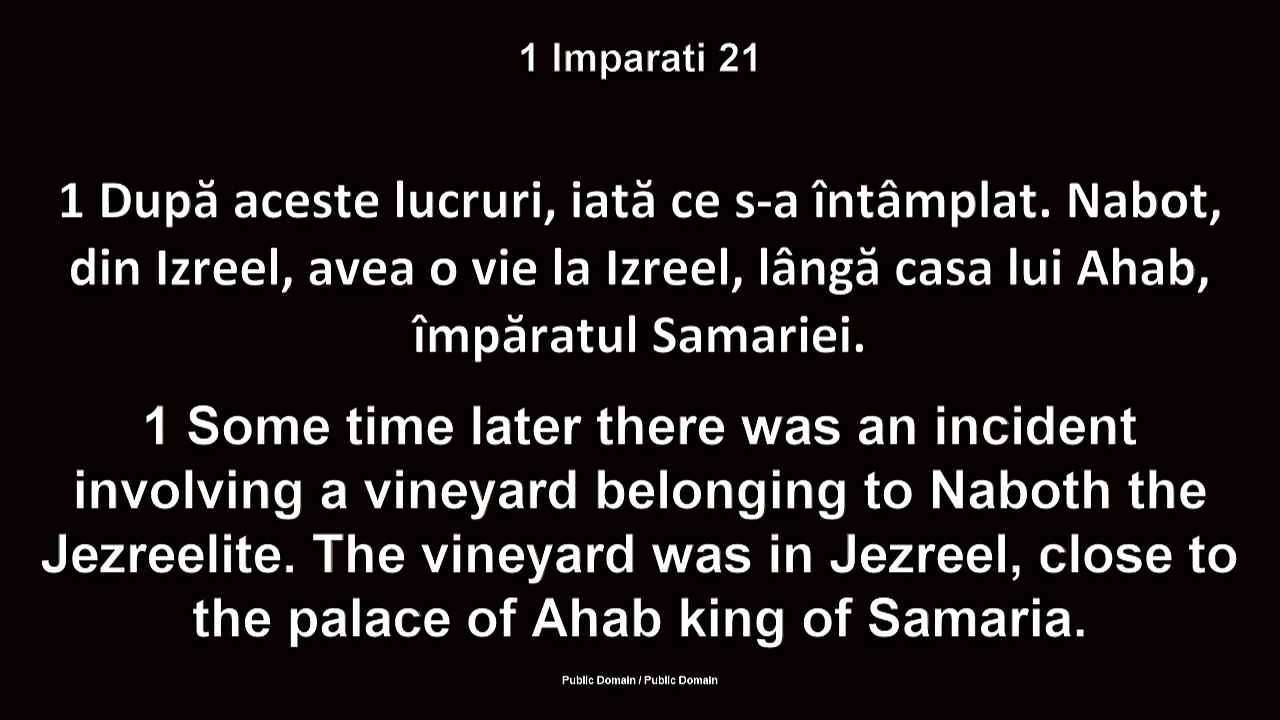 1 Imparati 21
1 După aceste lucruri, iată ce s-a întâmplat. Nabot,
din Izreel, avea o vie la Izreel, lângă casa lui Ahab,
împăratul Samariei.
1 Some time later there was an incident
involving a vineyard belonging to Naboth the
Jezreelite. The vineyard was in Jezreel, close to
the palace of Ahab king of Samaria.
Public Domain / Public Domain